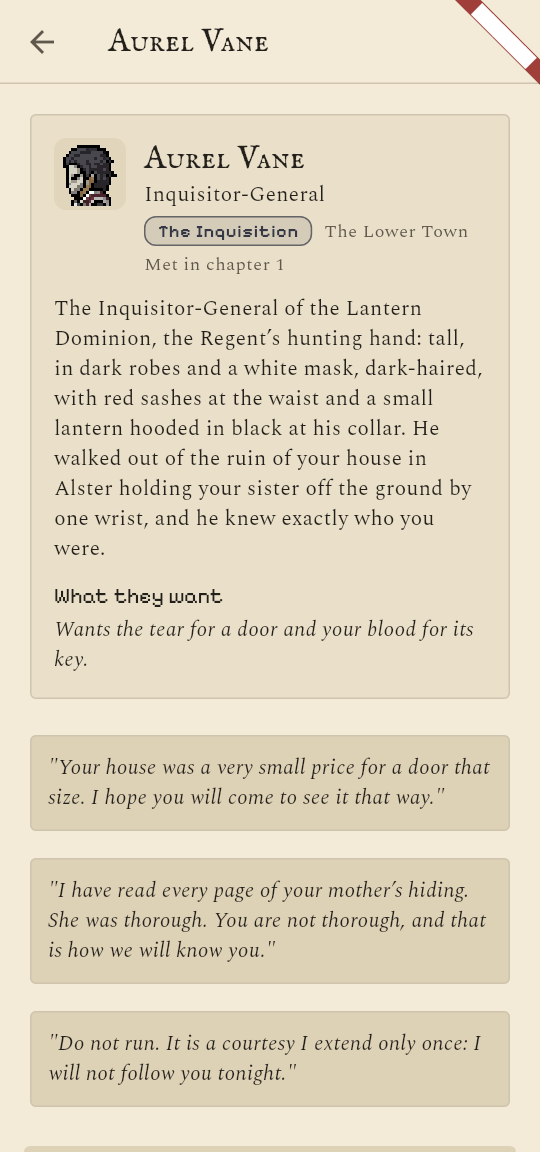 Aurel Vane
Aurel Vane
Inquisitor-General
The Inquisition The Lower Town
Met in chapter 1
The Inquisitor-General of the Lantern
Dominion, the Regent’s hunting hand: tall,
in dark robes and a white mask, dark-haired,
with red sashes at the waist and a small
lantern hooded in black at his collar. He
walked out of the ruin of your house in
Alster holding your sister off the ground by
one wrist, and he knew exactly who you
were.
What they want
Wants the tear for a door and your blood for its
key.
"Your house was a very small price for a door that
size. I hope you will come to see it that way."
"I have read every page of your mother’s hiding.
She was thorough. You are not thorough, and that
is how we will know you."
"Do not run. It is a courtesy I extend only once: I
will not follow you tonight."